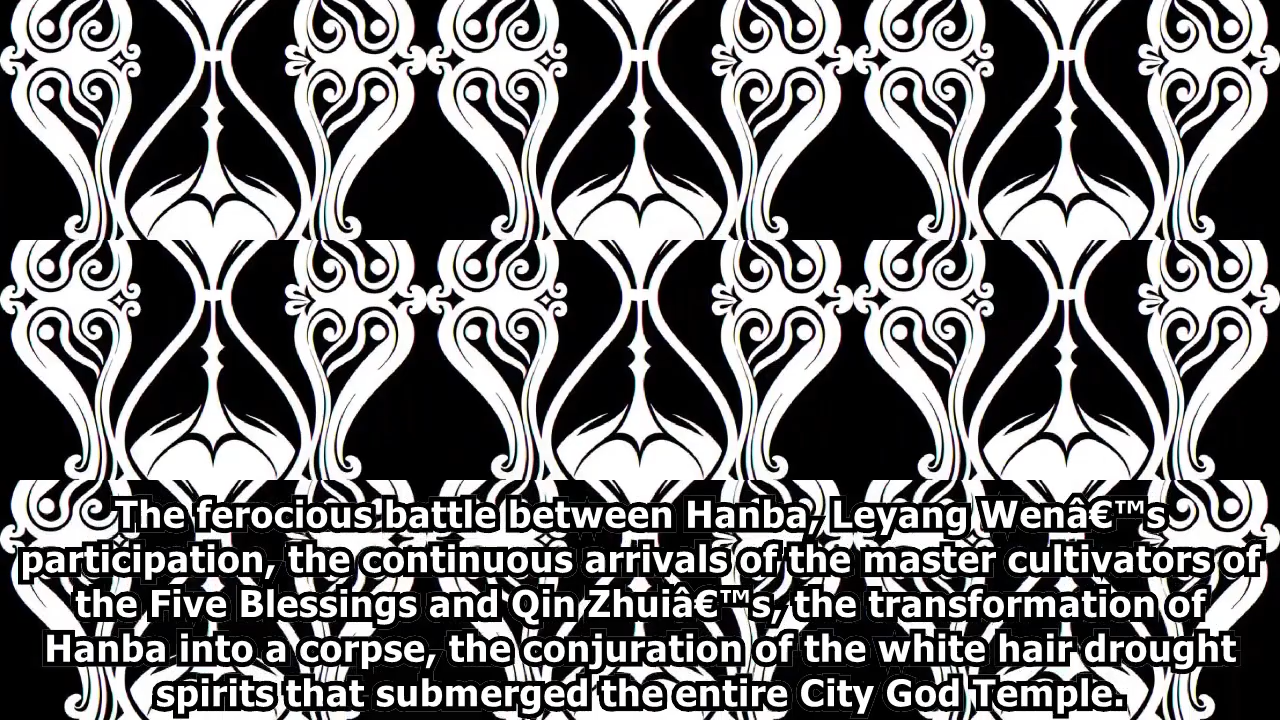 The ferocious battle between Hanba, Leyang Wenâ€™s
participation, the continuous arrivals of the master cultivators of
the Five Blessings and Qin Zhuiâ€™s, the transformation of
Hanba into a corpse, the conjuration of the white hair drought
spirits that submerged the entire City God Temple.